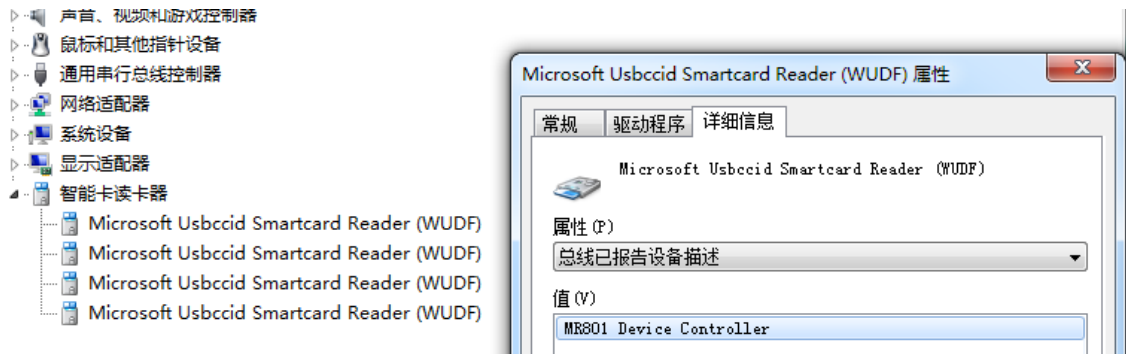 声音、视频和游戏控制器
鼠标和其他指针设备
通用串行总线控制器
网络适配器
系统设备
显示适配器
智能卡读卡器
Microsoft Usbccid Smartcard Reader (WUDF)
Microsoft Usbccid Smartcard Reader (WUDF)
Microsoft Usbccid Smartcard Reader (WUDF)
Microsoft Usbccid Smartcard Reader (WUDF)
Microsoft Usbccid Smartcard Reader (WUDF) 属性
常规 驱动程序 详细信息
Microsoft Usbccid Smartcard Reader (WUDF)
属性(P)
总线已报告设备描述
值(V)
MR801 Device Controller